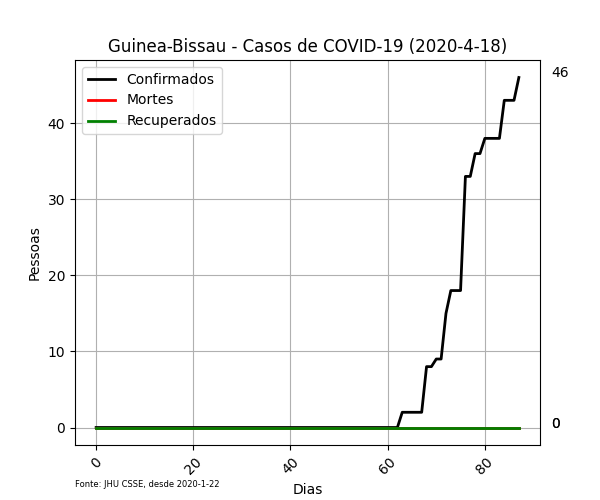 Guinea-Bissau - Casos de COVID-19 (2020-4-18)
Confirmados
Mortes
Recuperados
46
40
30
20
10
0
0
Pessoas
0
20
40
60
80
Fonte: JHU CSSE, desde 2020-1-22
Dias